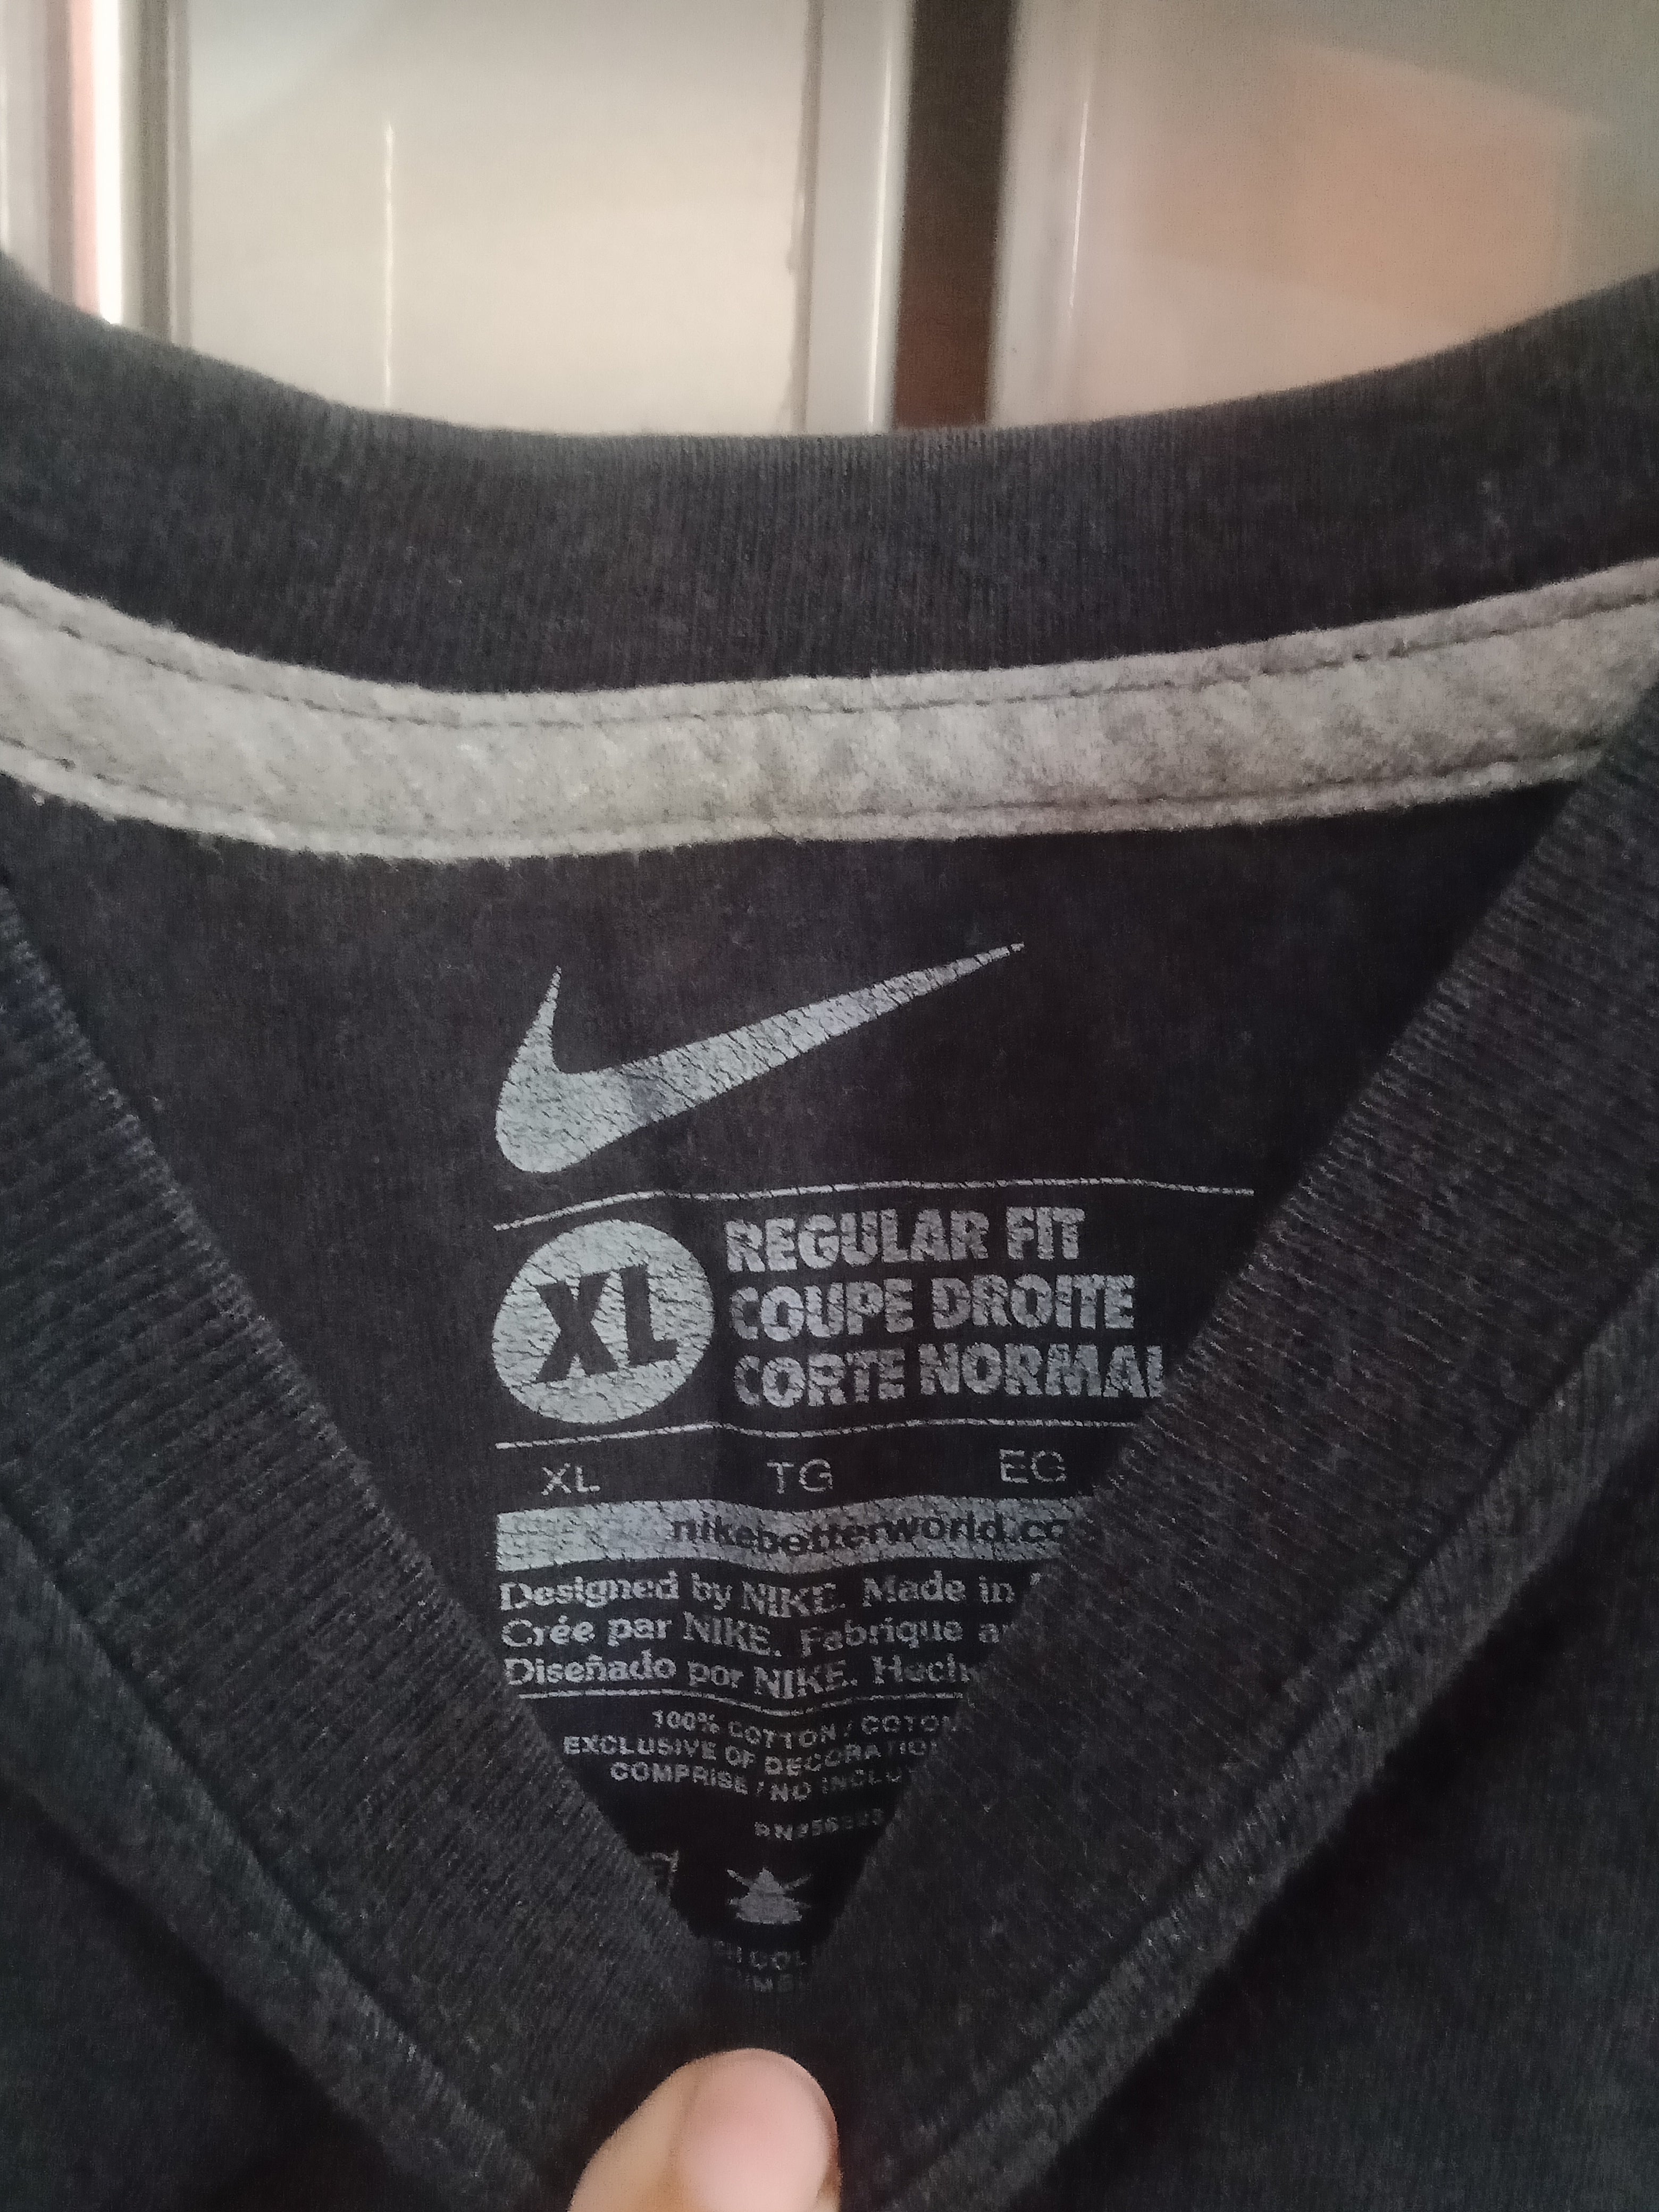 XL
REGULAR FIT
COUPE DROITE
CORTE NORMAL
XL TG EG
nikebetterworld.co
Designed by NIKE. Made in
Crée par NIKE. Fabrique
Diseñado por NIKE. Hech
100% COTTON / COTON
EXCLUSIVE OF DECORATIO
COMPRISE / NO INCLU